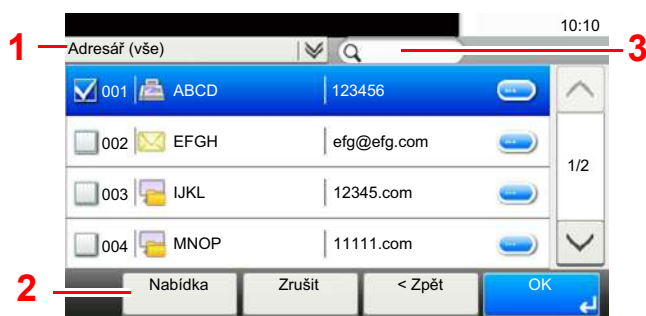 10:10
1 Adresář (vše) 3
001 ABCD 123456
002 EFGH efg@efg.com
1/2
003 IJKL 12345.com
004 MNOP 11111.com
2 Nabídka Zrušit < Zpět OK